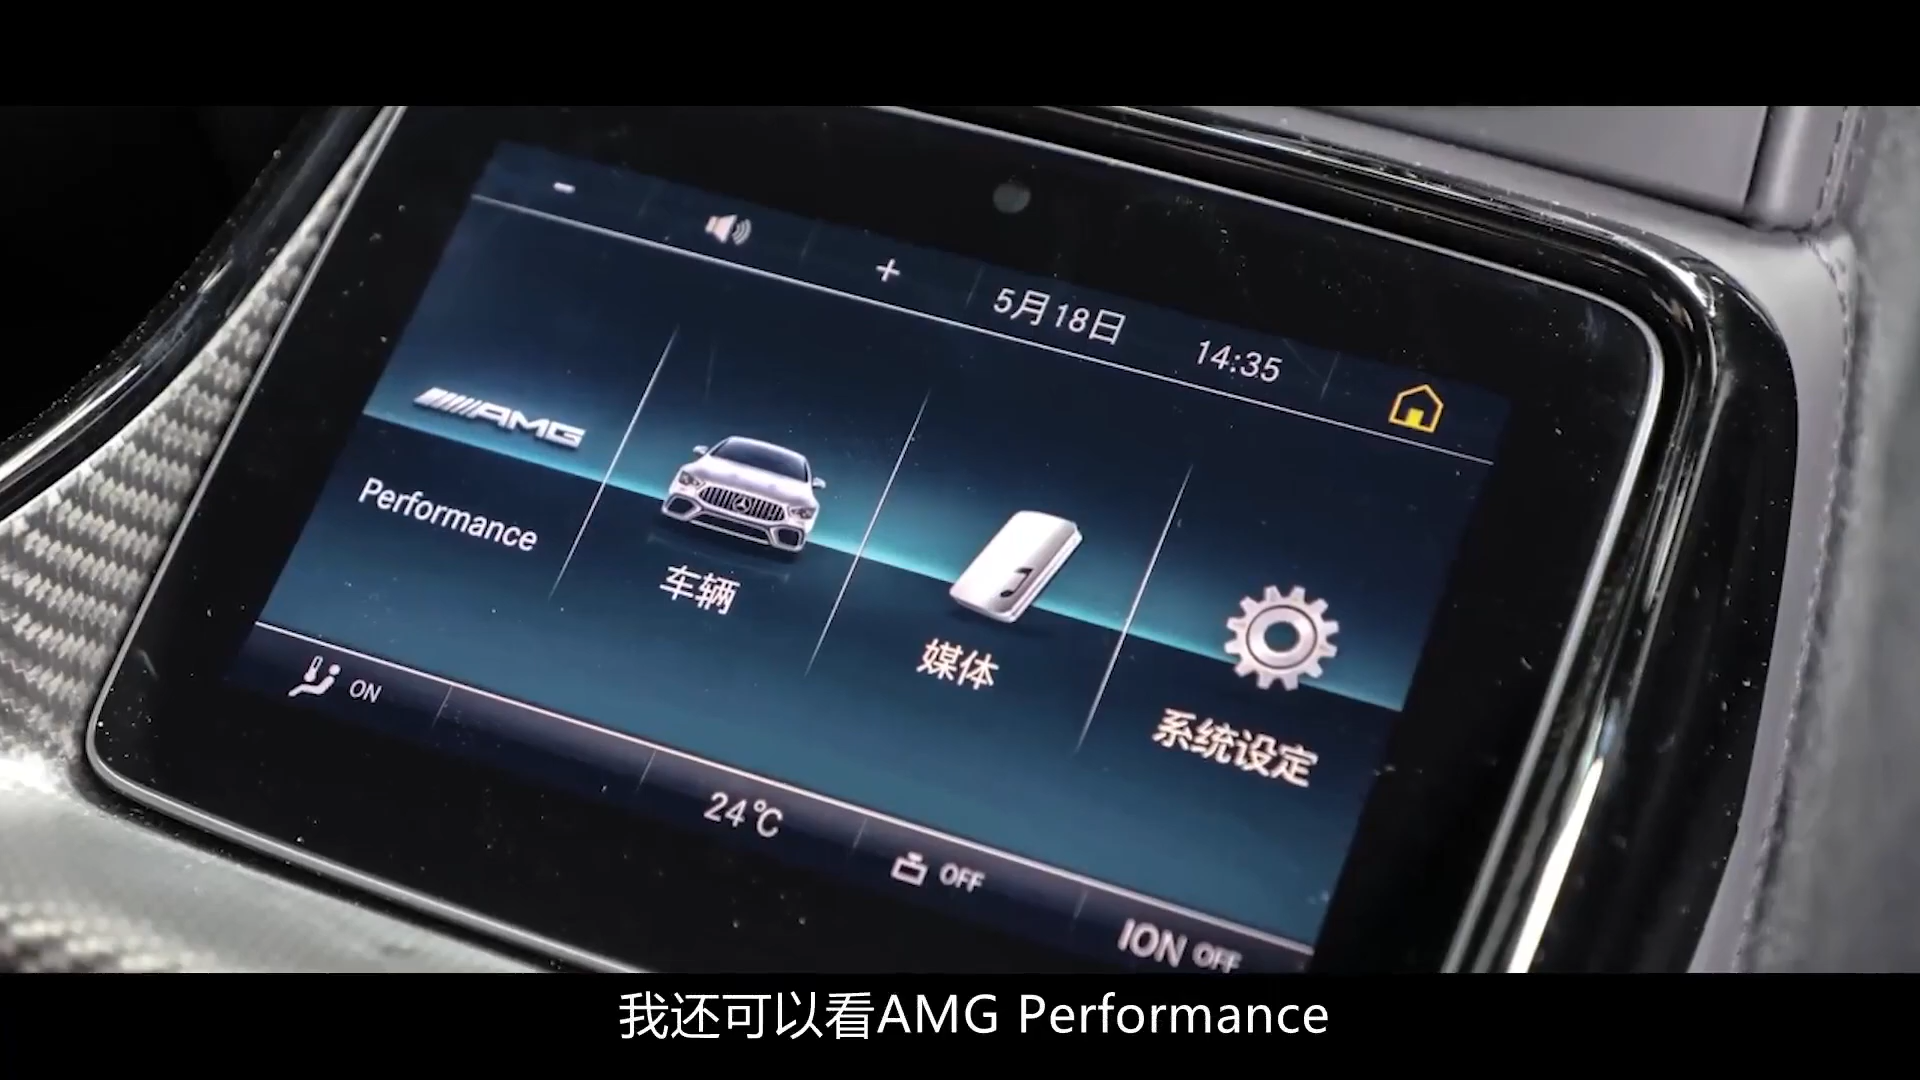 5月18日
14:35
AMG
Performance
车辆
媒体
系统设定
ON
24℃
OFF
ION OFF
我还可以看AMG Performance